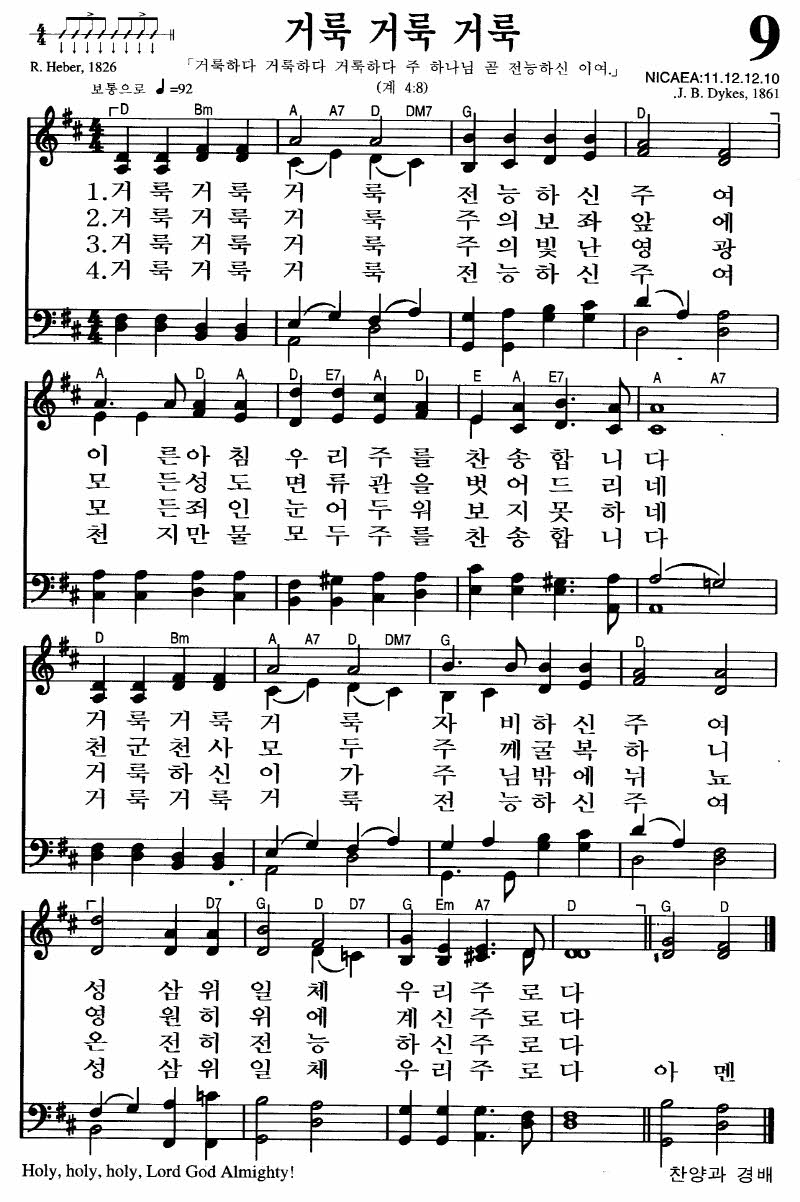 거룩 거룩 거룩
9
R. Heber, 1826
「거룩하다 거룩하다 거룩하다 주 하나님 곧 전능하신 이여.」
NICAEA:11.12.12.10
보통으로 ♩=92
(계 4:8)
J. B. Dykes, 1861
D Bm A A7 D DM7 G D
4/4
1.거룩거룩 거 룩 전능하신 주 여
2.거룩거룩 거 룩 주의보좌 앞 에
3.거룩거룩 거 룩 주의빛난 영 광
4.거룩거룩 거 룩 전능하신 주 여
A D A D E7 A D E A E7 A A7
이 른아침 우리주를 찬송합니다
모 든성도 면류관을 벗어드리네
모 든죄인 눈어두워 보지못하네
천 지만물 모두주를 찬송합니다
D Bm A A7 D DM7 G D
거룩거룩거 룩 자 비하신주 여
천군천사모 두 주 께굴복하 니
거룩하신이 가 주 님밖에뉘 뇨
거룩거룩거 룩 전 능하신주 여
D7 G D D7 G Em A7 D G D
성 삼위일 체 우리주로다
영 원히위 에 계신주로다
온 전히전 능 하신주로다
성 삼위일 체 우리주로다 아 멘
Holy, holy, holy, Lord God Almighty!
찬양과 경배